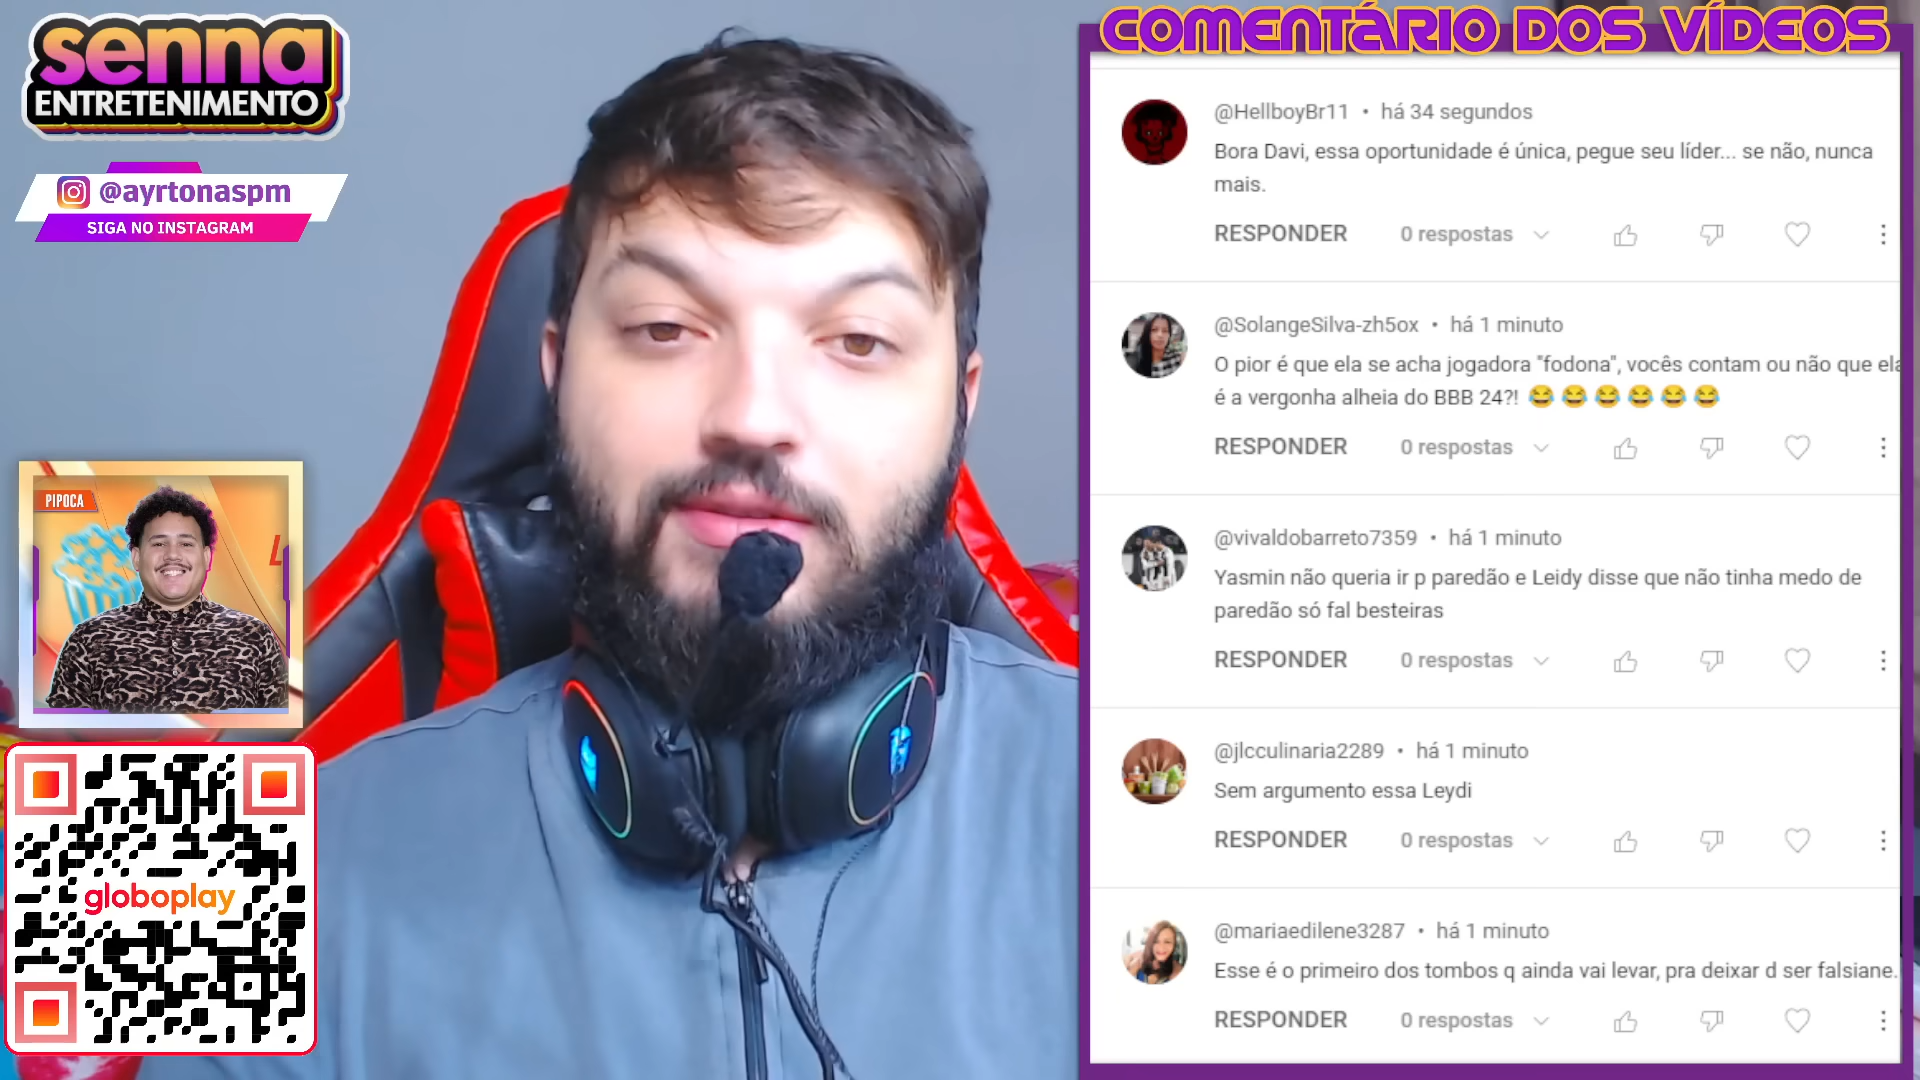 senna
ENTRETENIMENTO
@ayrtonaspm
SIGA NO INSTAGRAM
PIPOCA
L
globoplay
COMENTÁRIO DOS VÍDEOS
@HellboyBr11 • há 34 segundos
Bora Davi, essa oportunidade é única, pegue seu líder... se não, nunca
mais.
RESPONDER 0 respostas
@SolangeSilva-zh5ox • há 1 minuto
O pior é que ela se acha jogadora "fodona", vocês contam ou não que ela
é a vergonha alheia do BBB 24?! 😂😂😂😂😂😂
RESPONDER 0 respostas
@vivaldobarreto7359 • há 1 minuto
Yasmin não queria ir p paredão e Leidy disse que não tinha medo de
paredão só fal besteiras
RESPONDER 0 respostas
@jlcculinaria2289 • há 1 minuto
Sem argumento essa Leydi
RESPONDER 0 respostas
@mariaedilene3287 • há 1 minuto
Esse é o primeiro dos tombos q ainda vai levar, pra deixar d ser falsiane.
RESPONDER 0 respostas